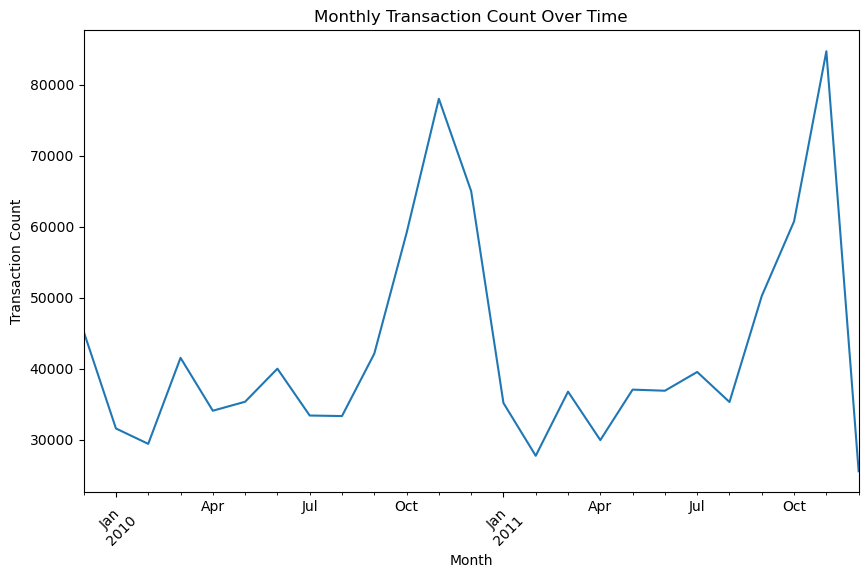 Monthly Transaction Count Over Time
Transaction Count
80000
70000
60000
50000
40000
30000
Jan
2010
Apr
Jul
Oct
Jan
2011
Apr
Jul
Oct
Month